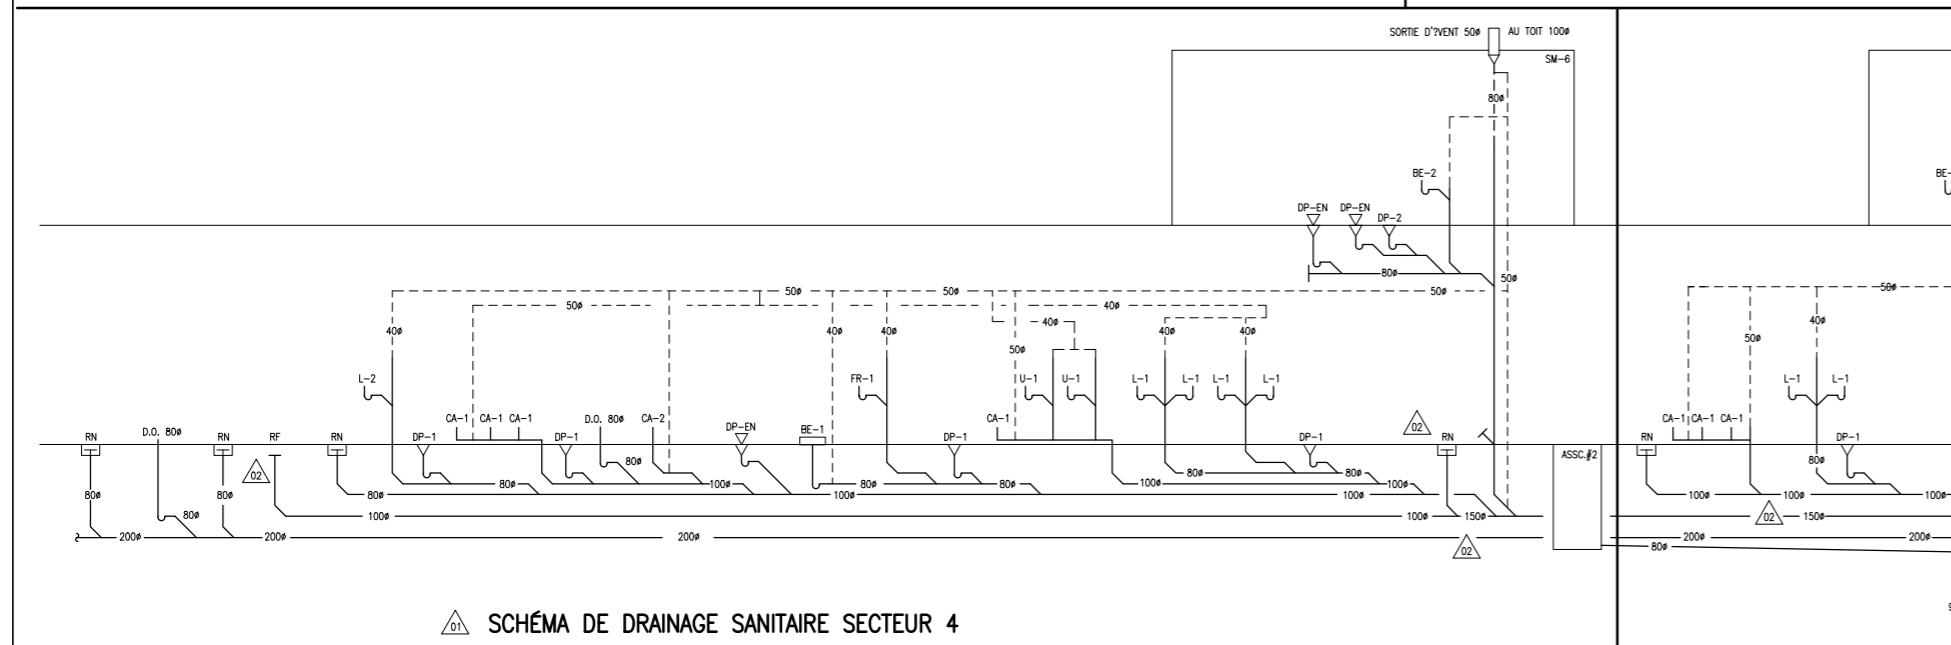 SORTIE D'?VENT 50ø AU TOIT 100ø
SM-6
80ø
BE-2 BE-
DP-EN DP-EN DP-2
80ø 50ø
50ø 50ø 50ø 50ø
50ø 40ø
40ø 40ø 40ø 40ø 40ø 40ø
50ø
50ø
40ø
50ø
L-2 FR-1 U-1 U-1 L-1 L-1 L-1 L-1 L-1 L-1
CA-1 CA-1 CA-1 D.O. 80ø CA-2 CA-1 CA-1 CA-1 CA-1
RN D.O. 80ø RN RF RN DP-1 DP-1 DP-EN BE-1 DP-1 DP-1 02 RN RN DP-1
ASSC.#2
80ø 80ø
02
80ø 80ø 80ø
80ø 100ø 80ø 80ø 100ø 100ø
80ø 80ø 100ø 100ø 100ø 100ø 100ø
80ø 100ø 100ø 150ø 02 150ø
200ø 200ø 200ø 02 200ø 200ø
80ø
01 SCHÉMA DE DRAINAGE SANITAIRE SECTEUR 4